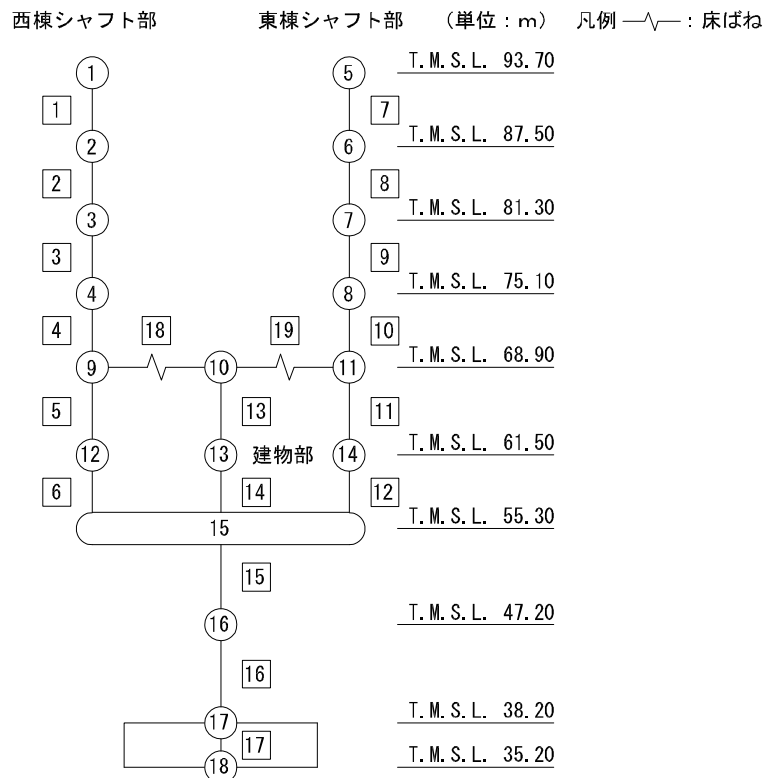 西棟シャフト部 東棟シャフト部 (単位：m) 凡例 ：床ばね
1 5 T.M.S.L. 93.70
1 7
2 6 T.M.S.L. 87.50
2 8
3 7 T.M.S.L. 81.30
3 9
4 8 T.M.S.L. 75.10
4 18 19 10
9 10 11 T.M.S.L. 68.90
5 13 11
12 13 建物部 14 T.M.S.L. 61.50
6 14 12
15 T.M.S.L. 55.30
15
16 T.M.S.L. 47.20
16
17 T.M.S.L. 38.20
17
18 T.M.S.L. 35.20